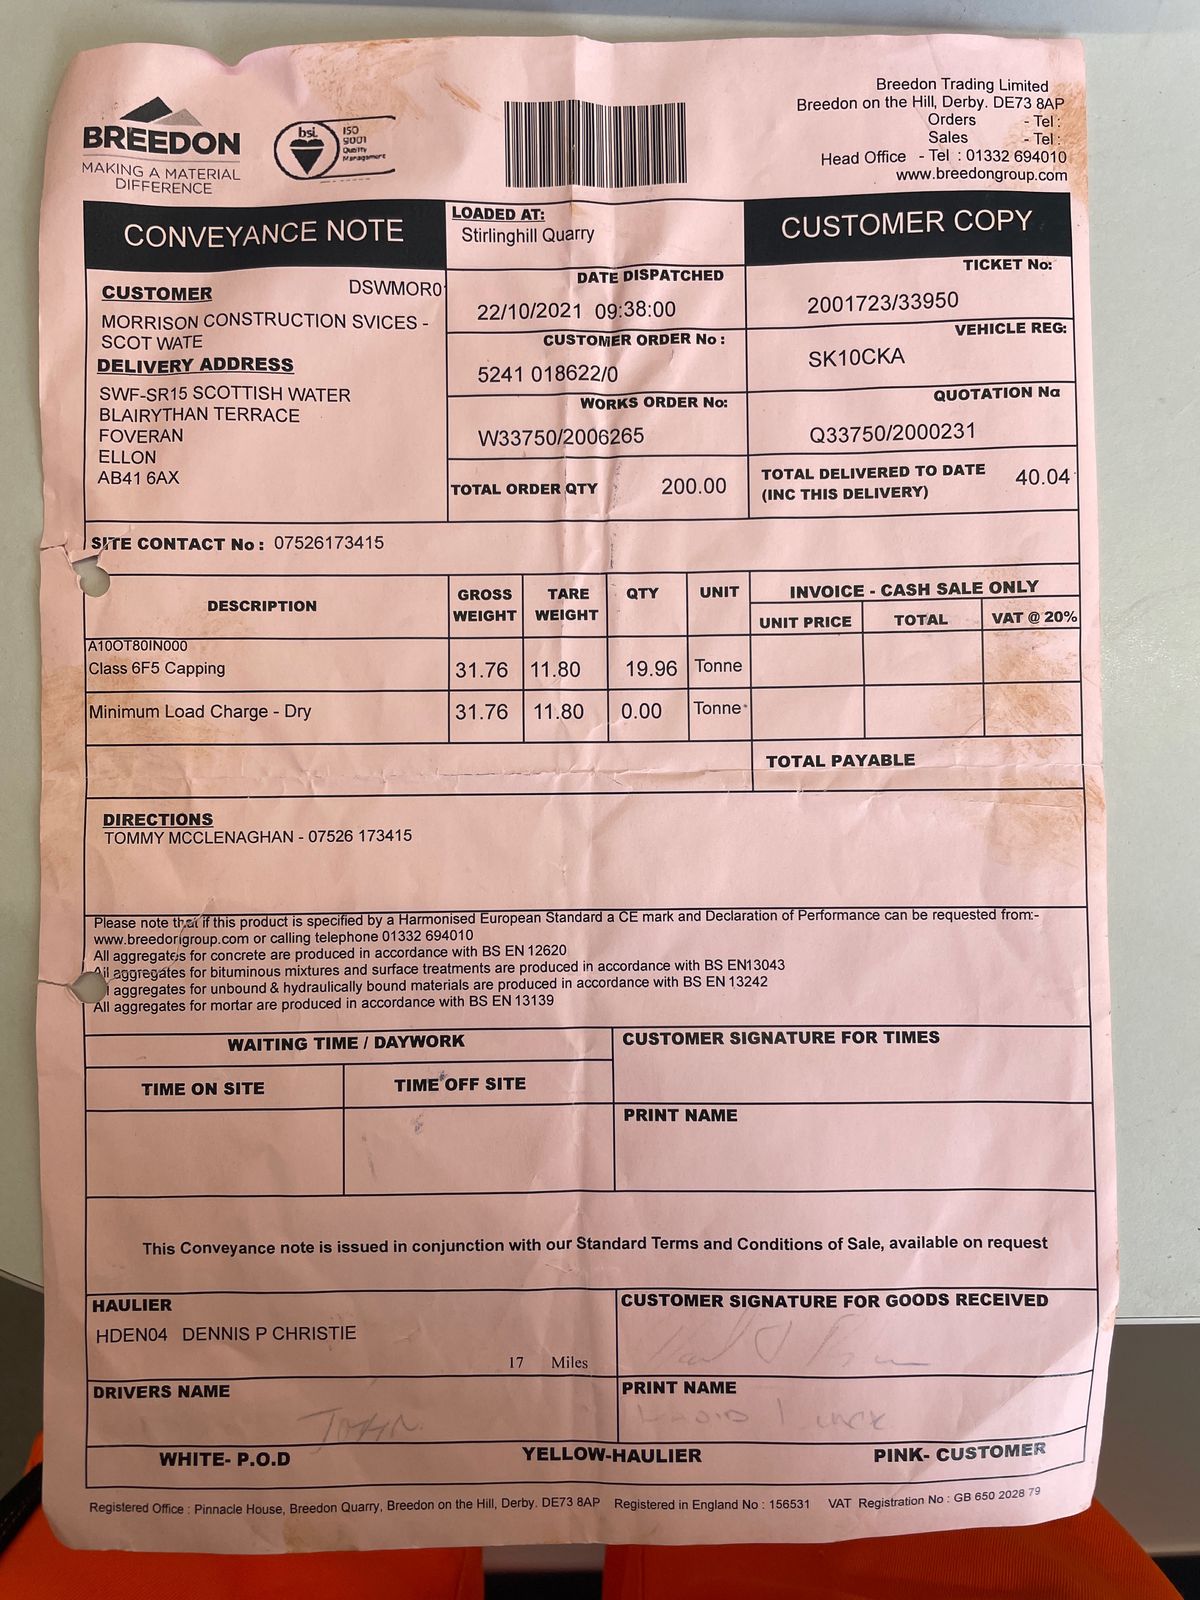 BREEDON
MAKING A MATERIAL
DIFFERENCE
bsi.
ISO
9001
Quality
Management
Breedon Trading Limited
Breedon on the Hill, Derby. DE73 8AP
Orders - Tel :
Sales - Tel :
Head Office - Tel : 01332 694010
www.breedongroup.com
CONVEYANCE NOTE
LOADED AT:
Stirlinghill Quarry
CUSTOMER COPY
CUSTOMER DSWMOR01
MORRISON CONSTRUCTION SVICES -
SCOT WATE
DELIVERY ADDRESS
SWF-SR15 SCOTTISH WATER
BLAIRYTHAN TERRACE
FOVERAN
ELLON
AB41 6AX
DATE DISPATCHED
22/10/2021 09:38:00
CUSTOMER ORDER No :
5241 018622/0
WORKS ORDER No:
W33750/2006265
TOTAL ORDER QTY 200.00
TICKET No:
2001723/33950
VEHICLE REG:
SK10CKA
QUOTATION No
Q33750/2000231
TOTAL DELIVERED TO DATE 40.04
(INC THIS DELIVERY)
SITE CONTACT No : 07526173415
DESCRIPTION GROSS WEIGHT TARE WEIGHT QTY UNIT INVOICE - CASH SALE ONLY
UNIT PRICE TOTAL VAT @ 20%
A10OT80IN000
Class 6F5 Capping 31.76 11.80 19.96 Tonne
Minimum Load Charge - Dry 31.76 11.80 0.00 Tonne
TOTAL PAYABLE
DIRECTIONS
TOMMY MCCLENAGHAN - 07526 173415
Please note that if this product is specified by a Harmonised European Standard a CE mark and Declaration of Performance can be requested from:-
www.breedongroup.com or calling telephone 01332 694010
All aggregates for concrete are produced in accordance with BS EN 12620
All aggregates for bituminous mixtures and surface treatments are produced in accordance with BS EN13043
aggregates for unbound & hydraulically bound materials are produced in accordance with BS EN 13242
All aggregates for mortar are produced in accordance with BS EN 13139
WAITING TIME / DAYWORK
TIME ON SITE TIME OFF SITE
CUSTOMER SIGNATURE FOR TIMES
PRINT NAME
This Conveyance note is issued in conjunction with our Standard Terms and Conditions of Sale, available on request
HAULIER
HDEN04 DENNIS P CHRISTIE
17 Miles
CUSTOMER SIGNATURE FOR GOODS RECEIVED
DRIVERS NAME
JOHN
PRINT NAME
WHITE- P.O.D YELLOW-HAULIER PINK- CUSTOMER
Registered Office : Pinnacle House, Breedon Quarry, Breedon on the Hill, Derby. DE73 8AP Registered in England No : 156531 VAT Registration No : GB 650 2028 79